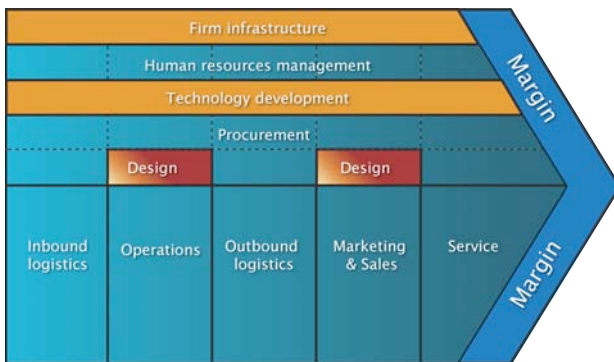 Firm infrastructure
Human resources management
Technology development
Procurement
Design
Design
Inbound
logistics
Operations
Outbound
logistics
Marketing
& Sales
Service
Margin
Margin